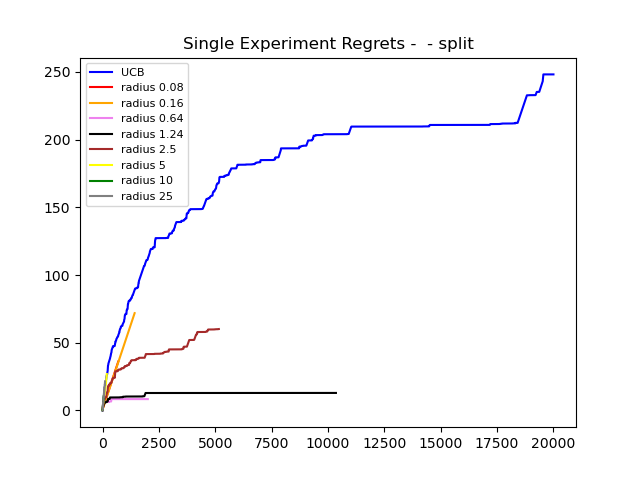 Single Experiment Regrets -  - split
250
200
150
100
50
0
UCB
radius 0.08
radius 0.16
radius 0.64
radius 1.24
radius 2.5
radius 5
radius 10
radius 25
0 2500 5000 7500 10000 12500 15000 17500 20000